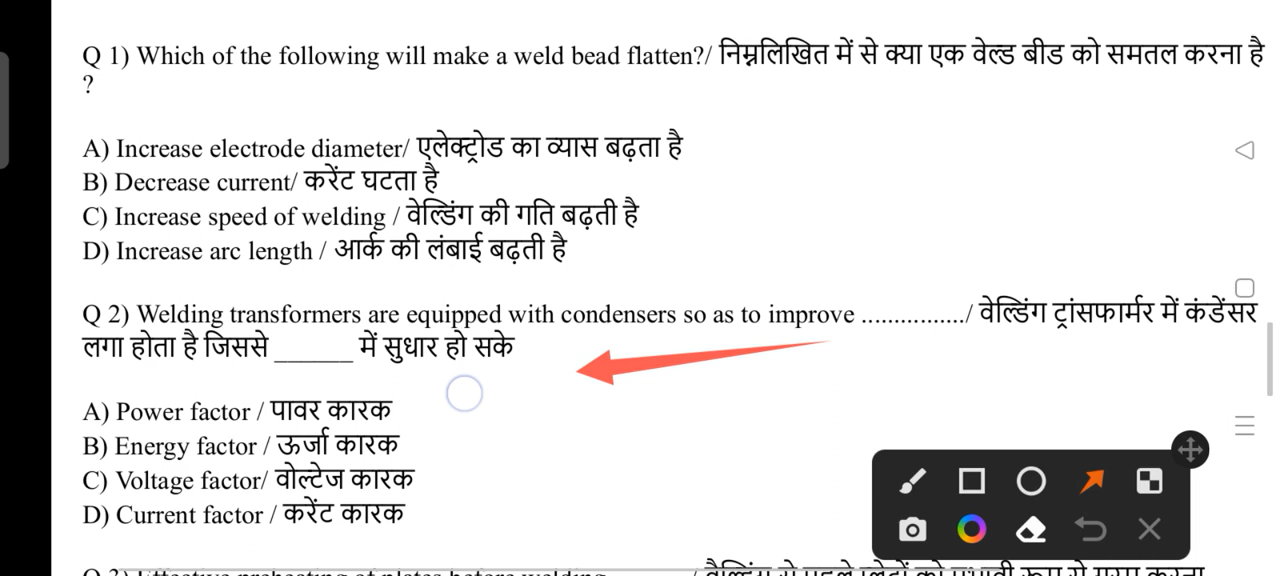 Q 1) Which of the following will make a weld bead flatten?/ निम्नलिखित में से क्या एक वेल्ड बीड को समतल करना है
?
A) Increase electrode diameter/ एलेक्ट्रोड का व्यास बढ़ता है
B) Decrease current/ करेंट घटता है
C) Increase speed of welding / वेल्डिंग की गति बढ़ती है
D) Increase arc length / आर्क की लंबाई बढ़ती है
Q 2) Welding transformers are equipped with condensers so as to improve ................/ वेल्डिंग ट्रांसफार्मर में कंडेंसर
लगा होता है जिससे ______ में सुधार हो सके
A) Power factor / पावर कारक
B) Energy factor / ऊर्जा कारक
C) Voltage factor/ वोल्टेज कारक
D) Current factor / करेंट कारक